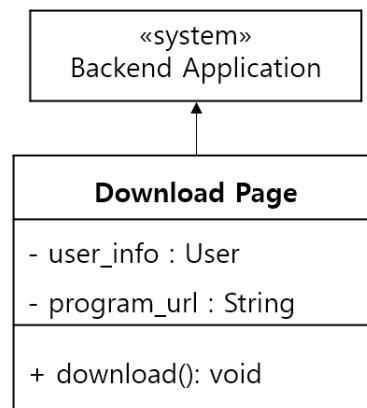 «system»
Backend Application
Download Page
- user_info : User
- program_url : String
+ download(): void